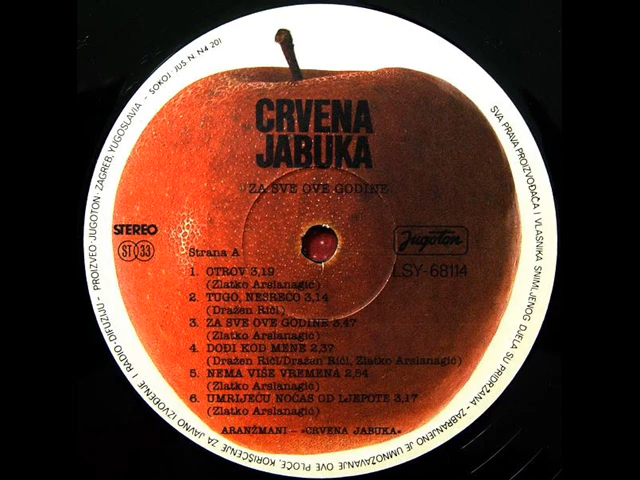 CRVENA
JABUKA
ZA SVE OVE GODINE
STEREO
ST 33
Jugoton
LSY-68114
Strana A
1. OTROV 3,19
(Zlatko Arslanagić)
2. TUGO, NESREĆO 3,14
(Dražen Riči)
3. ZA SVE OVE GODINE 3,47
(Zlatko Arslanagić)
4. DOĐI KOD MENE 2,37
(Dražen Riči/Dražen Riči, Zlatko Arslanagić)
5. NEMA VIŠE VREMENA 2,54
(Zlatko Arslanagić)
6. UMRIJEĆU NOĆAS OD LJEPOTE 3,17
(Zlatko Arslanagić)
ARANŽMANI – »CRVENA JABUKA«
PROIZVEO-JUGOTON-ZAGREB, YUGOSLAVIA – SOKOJ JUS N. N4 201
SVA PRAVA PROIZVOĐAČA I VLASNIKA SNIMLJENOG DJELA SU PRIDRŽANA – ZABRANJENO JE UMNOŽAVANJE OVE PLOČE, KORIŠĆENJE ZA JAVNO IZVOĐENJE I RADIO-DIFUZIJU –